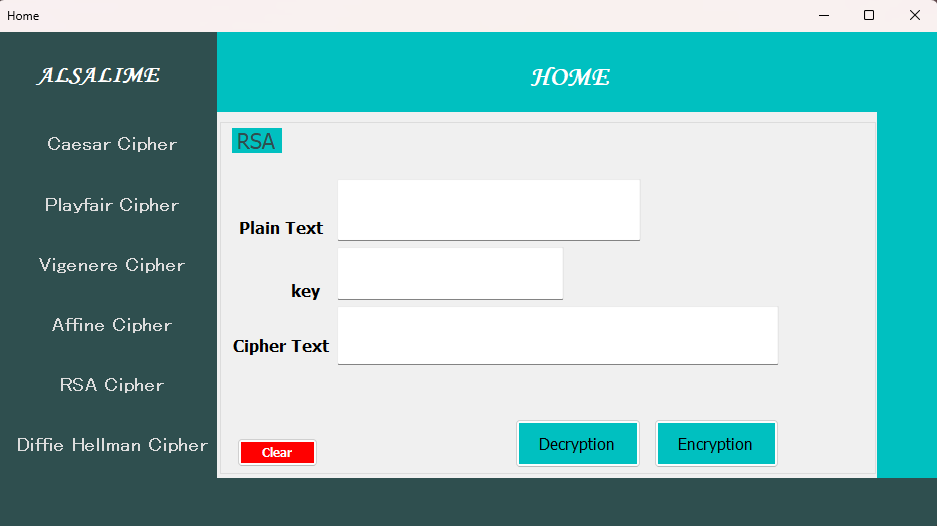 Home
ALSALIME
HOME
Caesar Cipher
Playfair Cipher
Vigenere Cipher
Affine Cipher
RSA Cipher
Diffie Hellman Cipher
RSA
Plain Text
key
Cipher Text
Clear
Decryption
Encryption